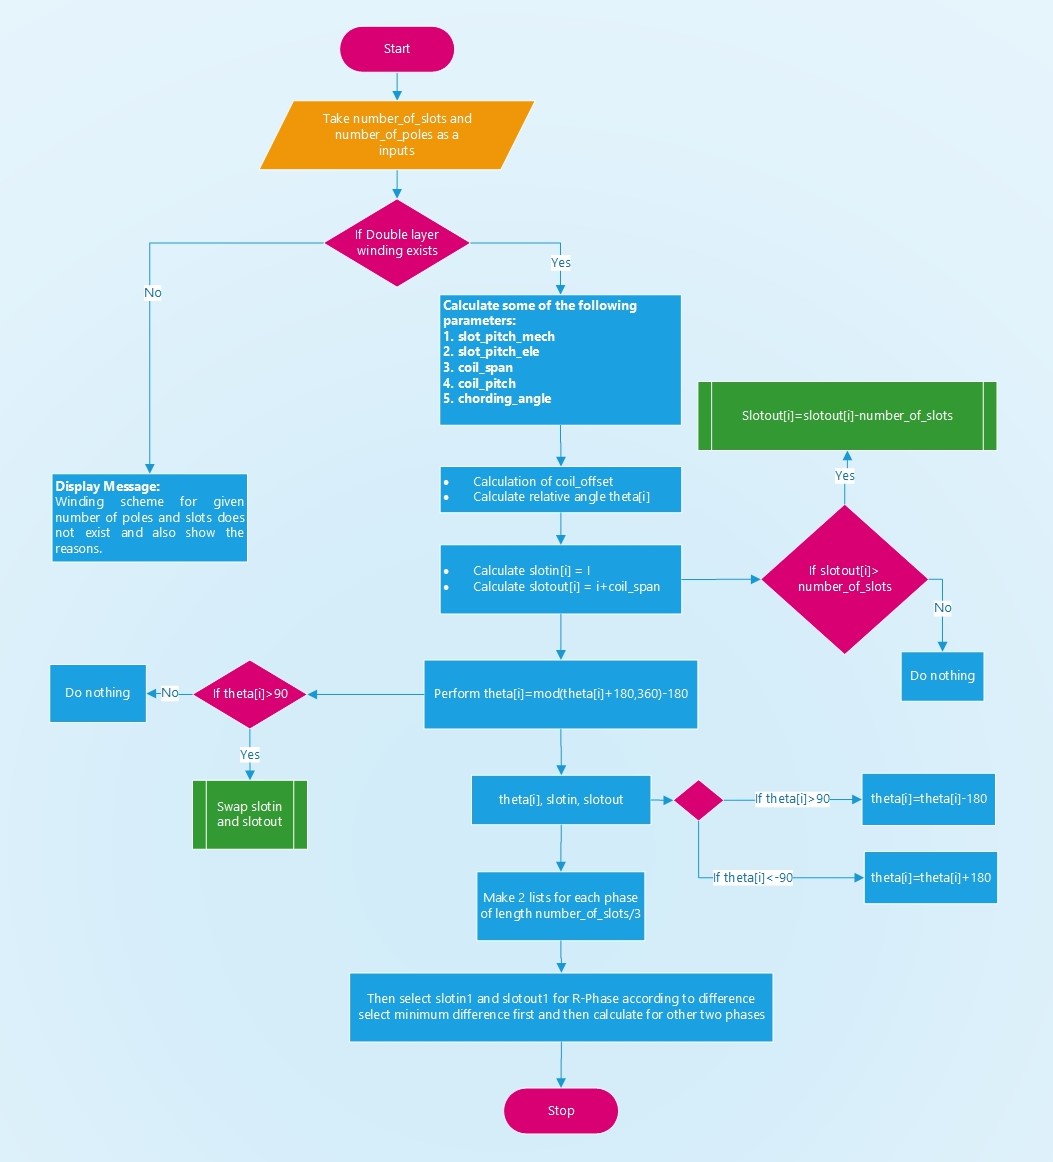 Start
Take number_of_slots and
number_of_poles as a
inputs
If Double layer
winding exists
No
Yes
Calculate some of the following
parameters:
1. slot_pitch_mech
2. slot_pitch_ele
3. coil_span
4. coil_pitch
5. chording_angle
Slotout[i]=slotout[i]-number_of_slots
Yes
Display Message:
Winding scheme for given
number of poles and slots does
not exist and also show the
reasons.
• Calculation of coil_offset
• Calculate relative angle theta[i]
• Calculate slotin[i] = I
• Calculate slotout[i] = i+coil_span
If slotout[i]>
number_of_slots
No
Do nothing
Perform theta[i]=mod(theta[i]+180,360)-180
If theta[i]>90
No
Do nothing
Yes
Swap slotin
and slotout
theta[i], slotin, slotout
If theta[i]>90
theta[i]=theta[i]-180
If theta[i]<-90
theta[i]=theta[i]+180
Make 2 lists for each phase
of length number_of_slots/3
Then select slotin1 and slotout1 for R-Phase according to difference
select minimum difference first and then calculate for other two phases
Stop